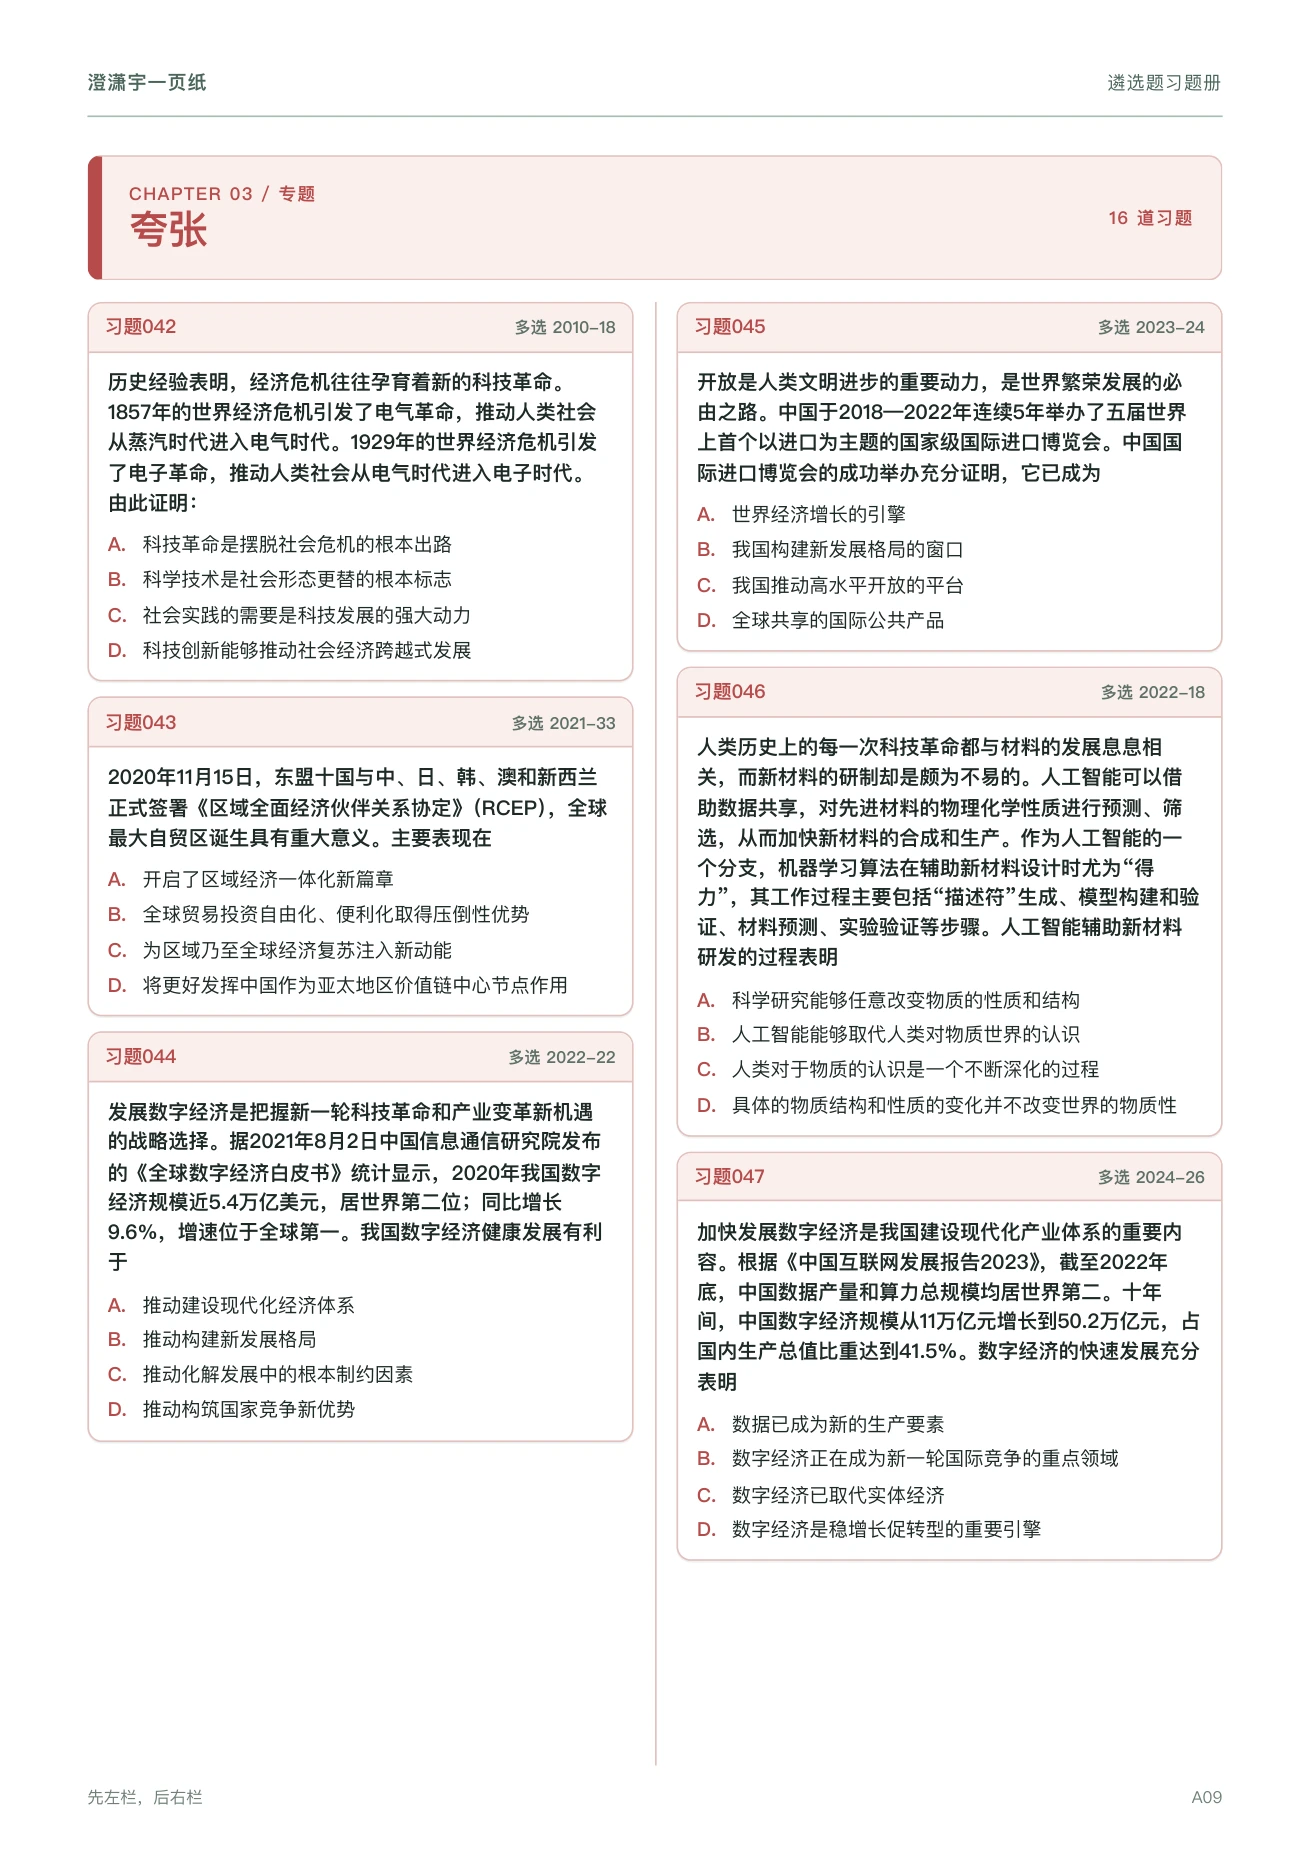 澄潇宇一页纸
遴选题习题册
CHAPTER 03 / 专题
夸张
16 道习题
习题042
多选 2010–18
历史经验表明，经济危机往往孕育着新的科技革命。
1857年的世界经济危机引发了电气革命，推动人类社会
从蒸汽时代进入电气时代。1929年的世界经济危机引发
了电子革命，推动人类社会从电气时代进入电子时代。
由此证明：
A. 科技革命是摆脱社会危机的根本出路
B. 科学技术是社会形态更替的根本标志
C. 社会实践的需要是科技发展的强大动力
D. 科技创新能够推动社会经济跨越式发展
习题043
多选 2021–33
2020年11月15日，东盟十国与中、日、韩、澳和新西兰
正式签署《区域全面经济伙伴关系协定》（RCEP），全球
最大自贸区诞生具有重大意义。主要表现在
A. 开启了区域经济一体化新篇章
B. 全球贸易投资自由化、便利化取得压倒性优势
C. 为区域乃至全球经济复苏注入新动能
D. 将更好发挥中国作为亚太地区价值链中心节点作用
习题044
多选 2022–22
发展数字经济是把握新一轮科技革命和产业变革新机遇
的战略选择。据2021年8月2日中国信息通信研究院发布
的《全球数字经济白皮书》统计显示，2020年我国数字
经济规模近5.4万亿美元，居世界第二位；同比增长
9.6%，增速位于全球第一。我国数字经济健康发展有利
于
A. 推动建设现代化经济体系
B. 推动构建新发展格局
C. 推动化解发展中的根本制约因素
D. 推动构筑国家竞争新优势
习题045
多选 2023–24
开放是人类文明进步的重要动力，是世界繁荣发展的必
由之路。中国于2018—2022年连续5年举办了五届世界
上首个以进口为主题的国家级国际进口博览会。中国国
际进口博览会的成功举办充分证明，它已成为
A. 世界经济增长的引擎
B. 我国构建新发展格局的窗口
C. 我国推动高水平开放的平台
D. 全球共享的国际公共产品
习题046
多选 2022–18
人类历史上的每一次科技革命都与材料的发展息息相
关，而新材料的研制却是颇为不易的。人工智能可以借
助数据共享，对先进材料的物理化学性质进行预测、筛
选，从而加快新材料的合成和生产。作为人工智能的一
个分支，机器学习算法在辅助新材料设计时尤为“得
力”，其工作过程主要包括“描述符”生成、模型构建和验
证、材料预测、实验验证等步骤。人工智能辅助新材料
研发的过程表明
A. 科学研究能够任意改变物质的性质和结构
B. 人工智能能够取代人类对物质世界的认识
C. 人类对于物质的认识是一个不断深化的过程
D. 具体的物质结构和性质的变化并不改变世界的物质性
习题047
多选 2024–26
加快发展数字经济是我国建设现代化产业体系的重要内
容。根据《中国互联网发展报告2023》，截至2022年
底，中国数据产量和算力总规模均居世界第二。十年
间，中国数字经济规模从11万亿元增长到50.2万亿元，占
国内生产总值比重达到41.5%。数字经济的快速发展充分
表明
A. 数据已成为新的生产要素
B. 数字经济正在成为新一轮国际竞争的重点领域
C. 数字经济已取代实体经济
D. 数字经济是稳增长促转型的重要引擎
先左栏，后右栏
A09